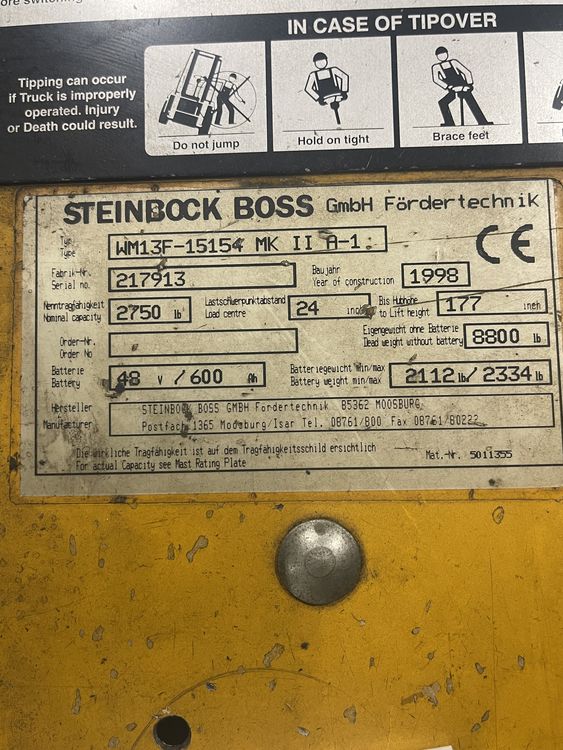 IN CASE OF TIPOVER
Tipping can occur
if Truck is improperly
operated. Injury
or Death could result.
Do not jump
Hold on tight
Brace feet
STEINBOCK BOSS GmbH Fördertechnik
Typ
Type
WM13F-15154 MK II A-1
CE
Fabrik-Nr.
Serial no.
217913
Baujahr
Year of construction
1998
Nenntragfähigkeit
Nominal capacity
2750 lb
Lastschwerpunktabstand
Load centre
24
Bis Hubhöhe
to Lift height
177 inch
Order-Nr.
Order No
Eigengewicht ohne Batterie
Dead weight without battery
8800 lb
Batterie
Battery
48 V / 600 Ah
Batteriegewicht min/max
Battery weight min/max
2112 lb / 2334 lb
Hersteller
Manufacturer
STEINBOCK BOSS GMBH Fördertechnik 85362 MOOSBURG
Postfach 1365 Moosburg/Isar Tel. 08761/800 Fax 08761/80222
Die wirkliche Tragfähigkeit ist auf dem Tragfähigkeitsschild ersichtlich
For actual Capacity see Mast Rating Plate
Mat.-Nr. 5011355